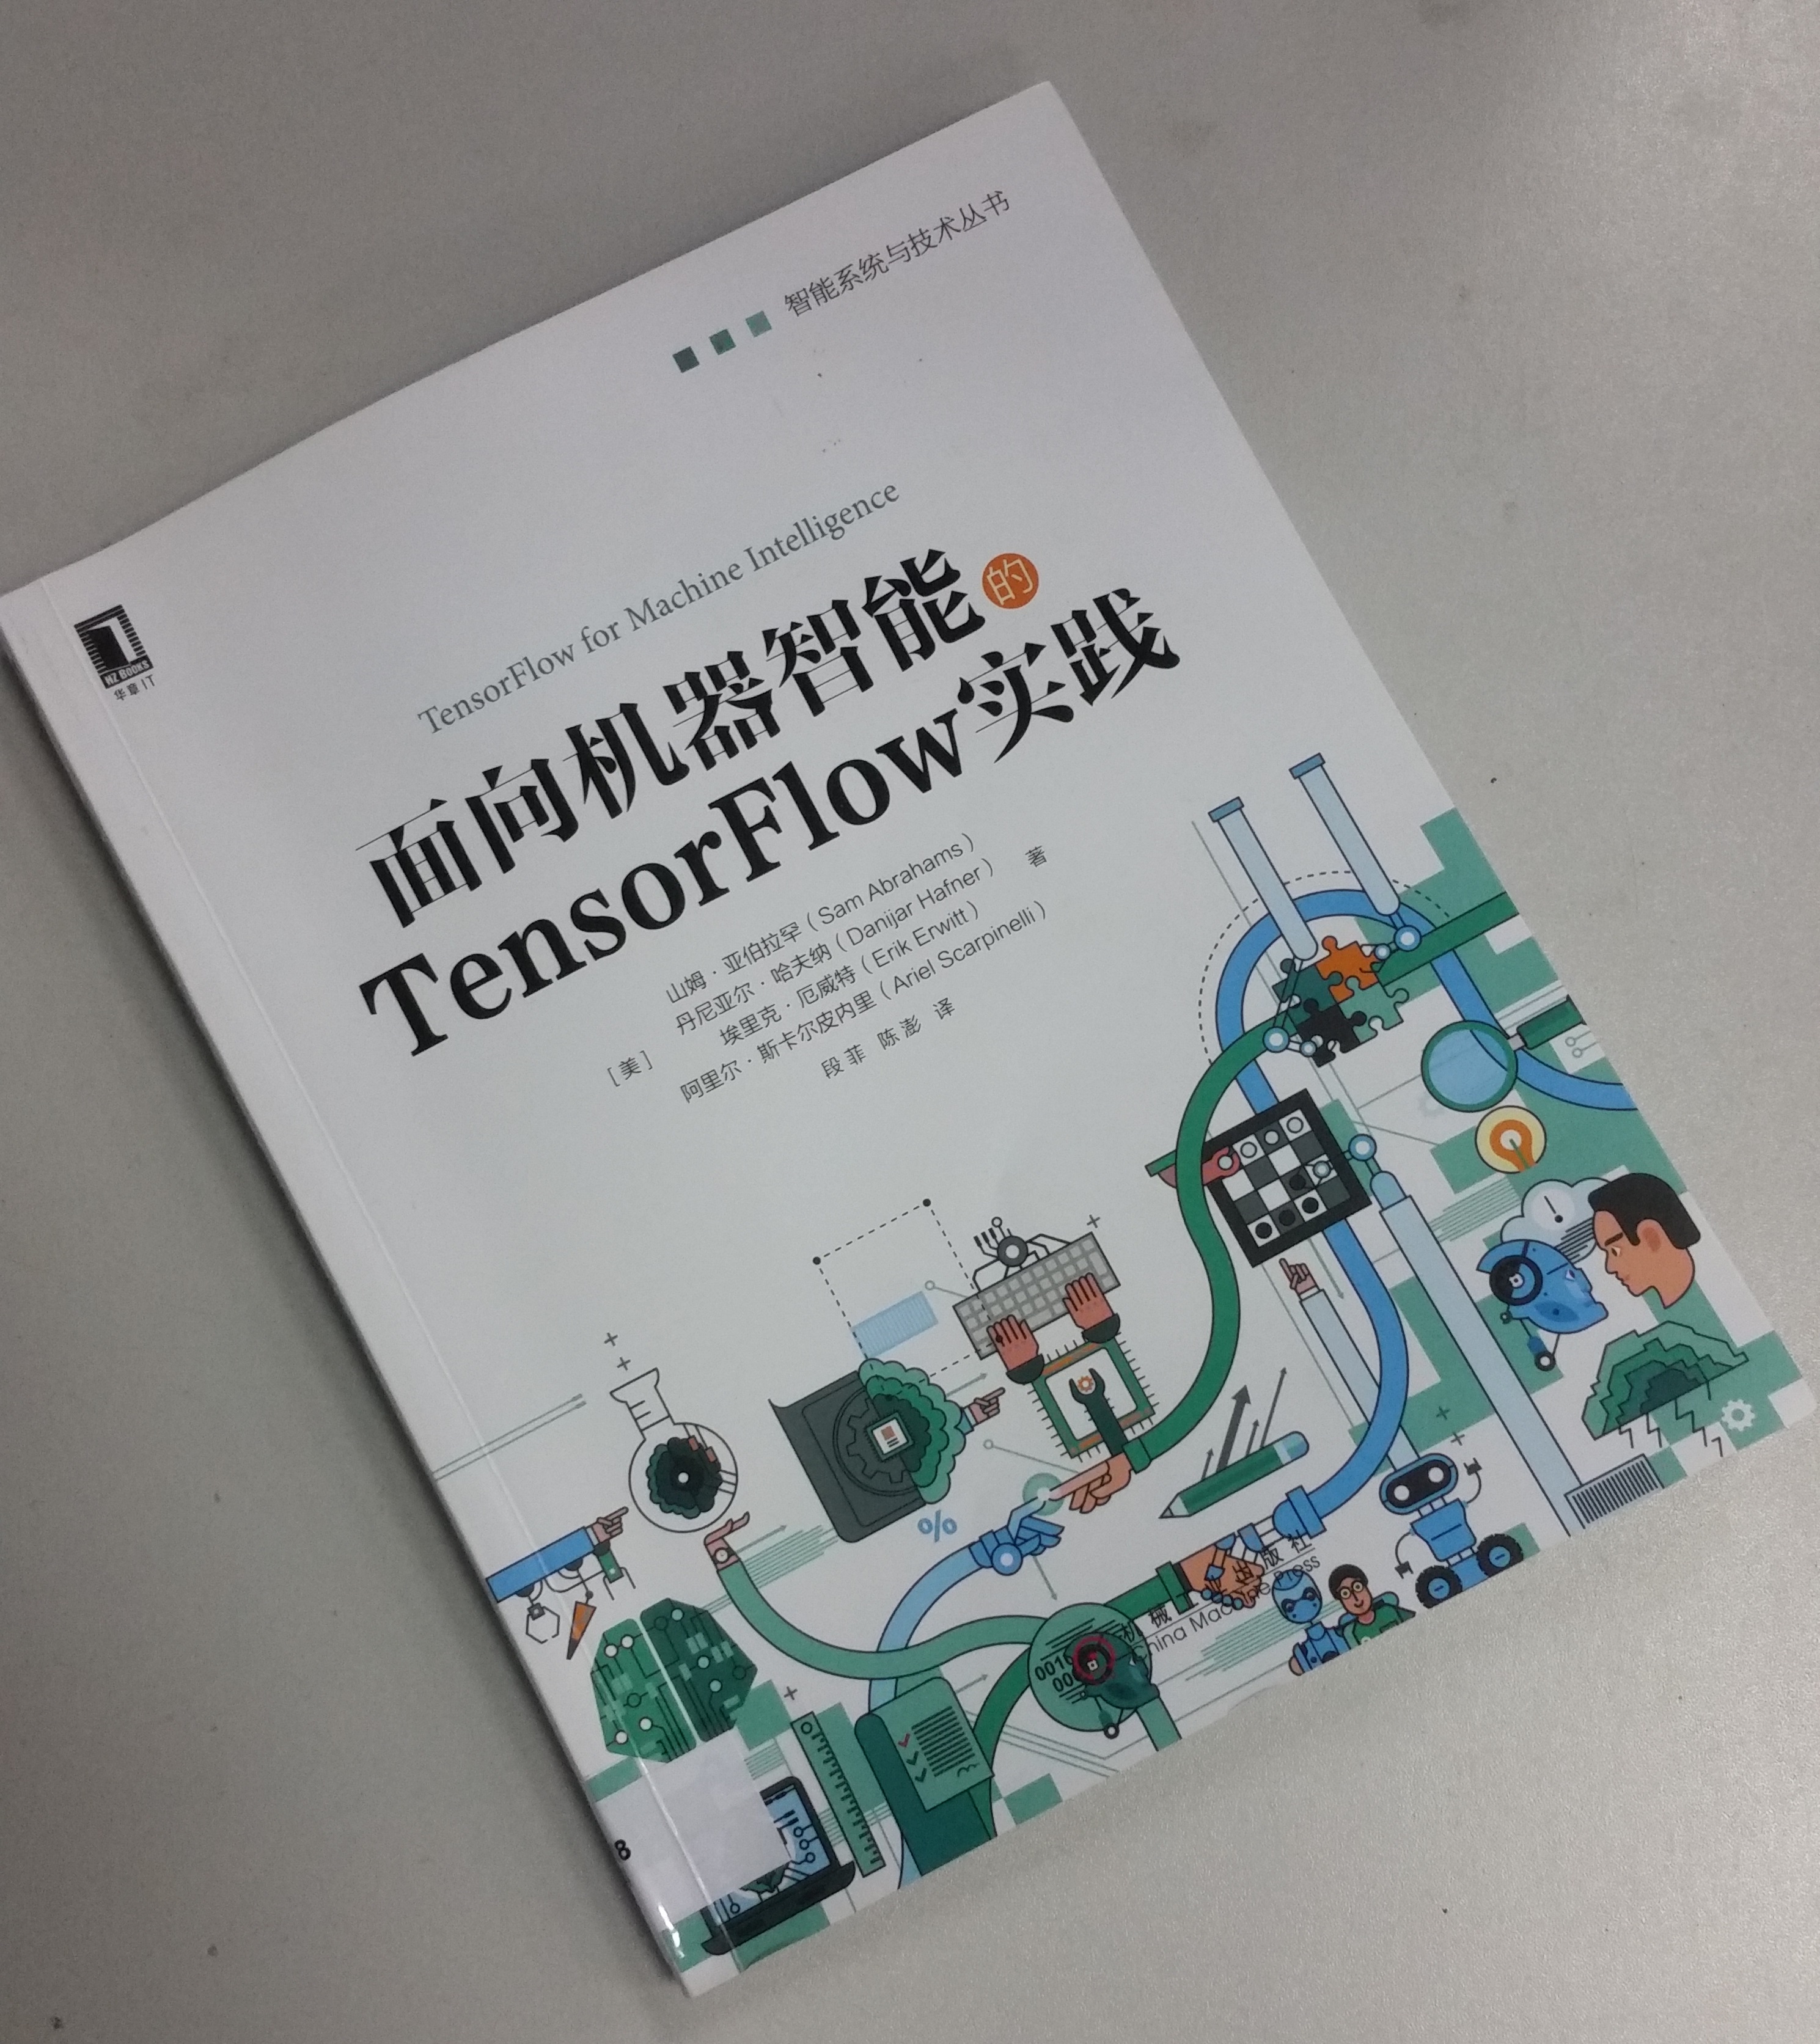 HZ BOOKS
华章IT
智能系统与技术丛书
TensorFlow for Machine Intelligence
面向机器智能的
TensorFlow实践
[美]
山姆·亚伯拉罕（Sam Abrahams）
丹尼亚尔·哈夫纳（Danijar Hafner）
著
埃里克·厄威特（Erik Erwitt）
阿里尔·斯卡尔皮内里（Ariel Scarpinelli）
段菲 陈澎 译
%
8